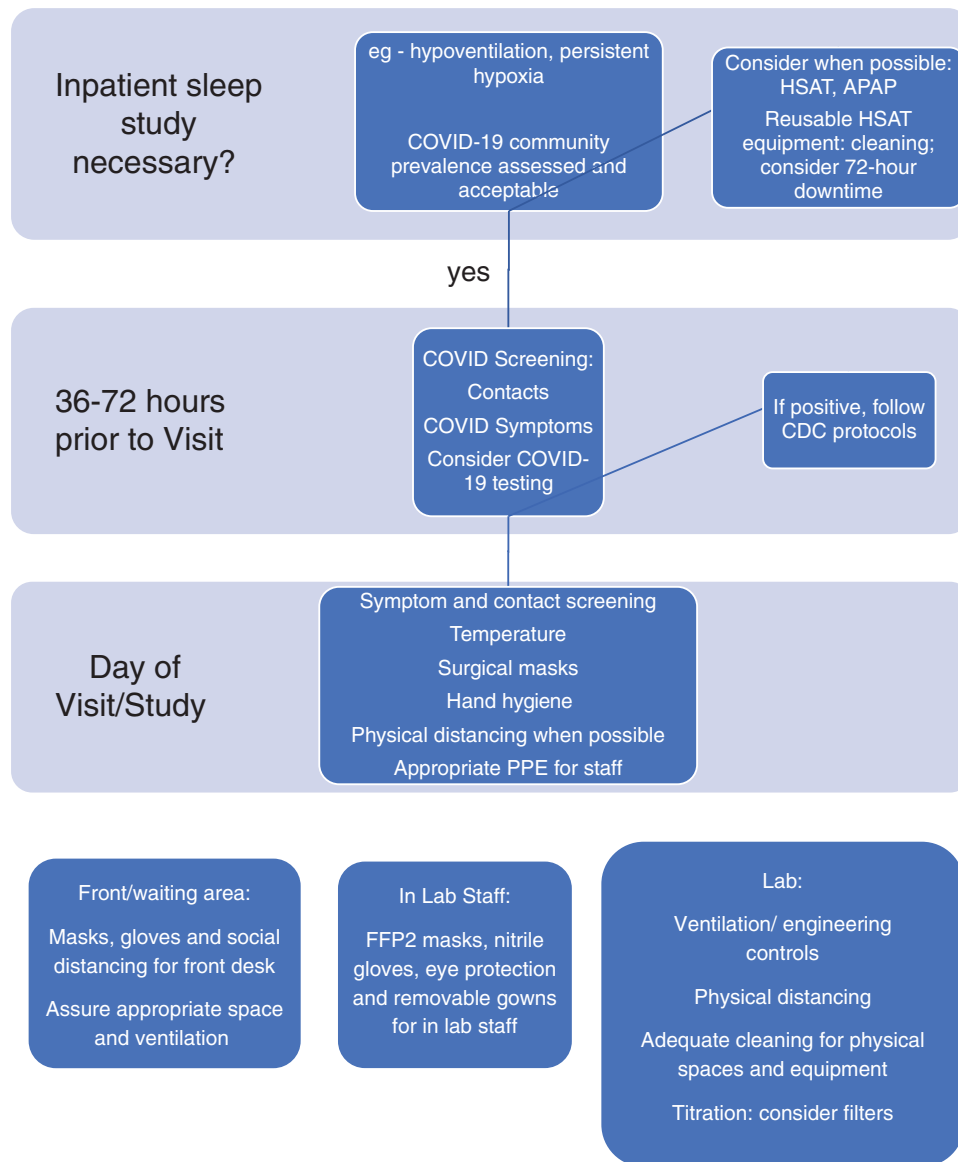 Inpatient sleep
study
necessary?
eg - hypoventilation, persistent
hypoxia
COVID-19 community
prevalence assessed and
acceptable
Consider when possible:
HSAT, APAP
Reusable HSAT
equipment: cleaning;
consider 72-hour
downtime
yes
36-72 hours
prior to Visit
COVID Screening:
Contacts
COVID Symptoms
Consider COVID-
19 testing
If positive, follow
CDC protocols
Day of
Visit/Study
Symptom and contact screening
Temperature
Surgical masks
Hand hygiene
Physical distancing when possible
Appropriate PPE for staff
Front/waiting area:
Masks, gloves and social
distancing for front desk
Assure appropriate space
and ventilation
In Lab Staff:
FFP2 masks, nitrile
gloves, eye protection
and removable gowns
for in lab staff
Lab:
Ventilation/ engineering
controls
Physical distancing
Adequate cleaning for physical
spaces and equipment
Titration: consider filters